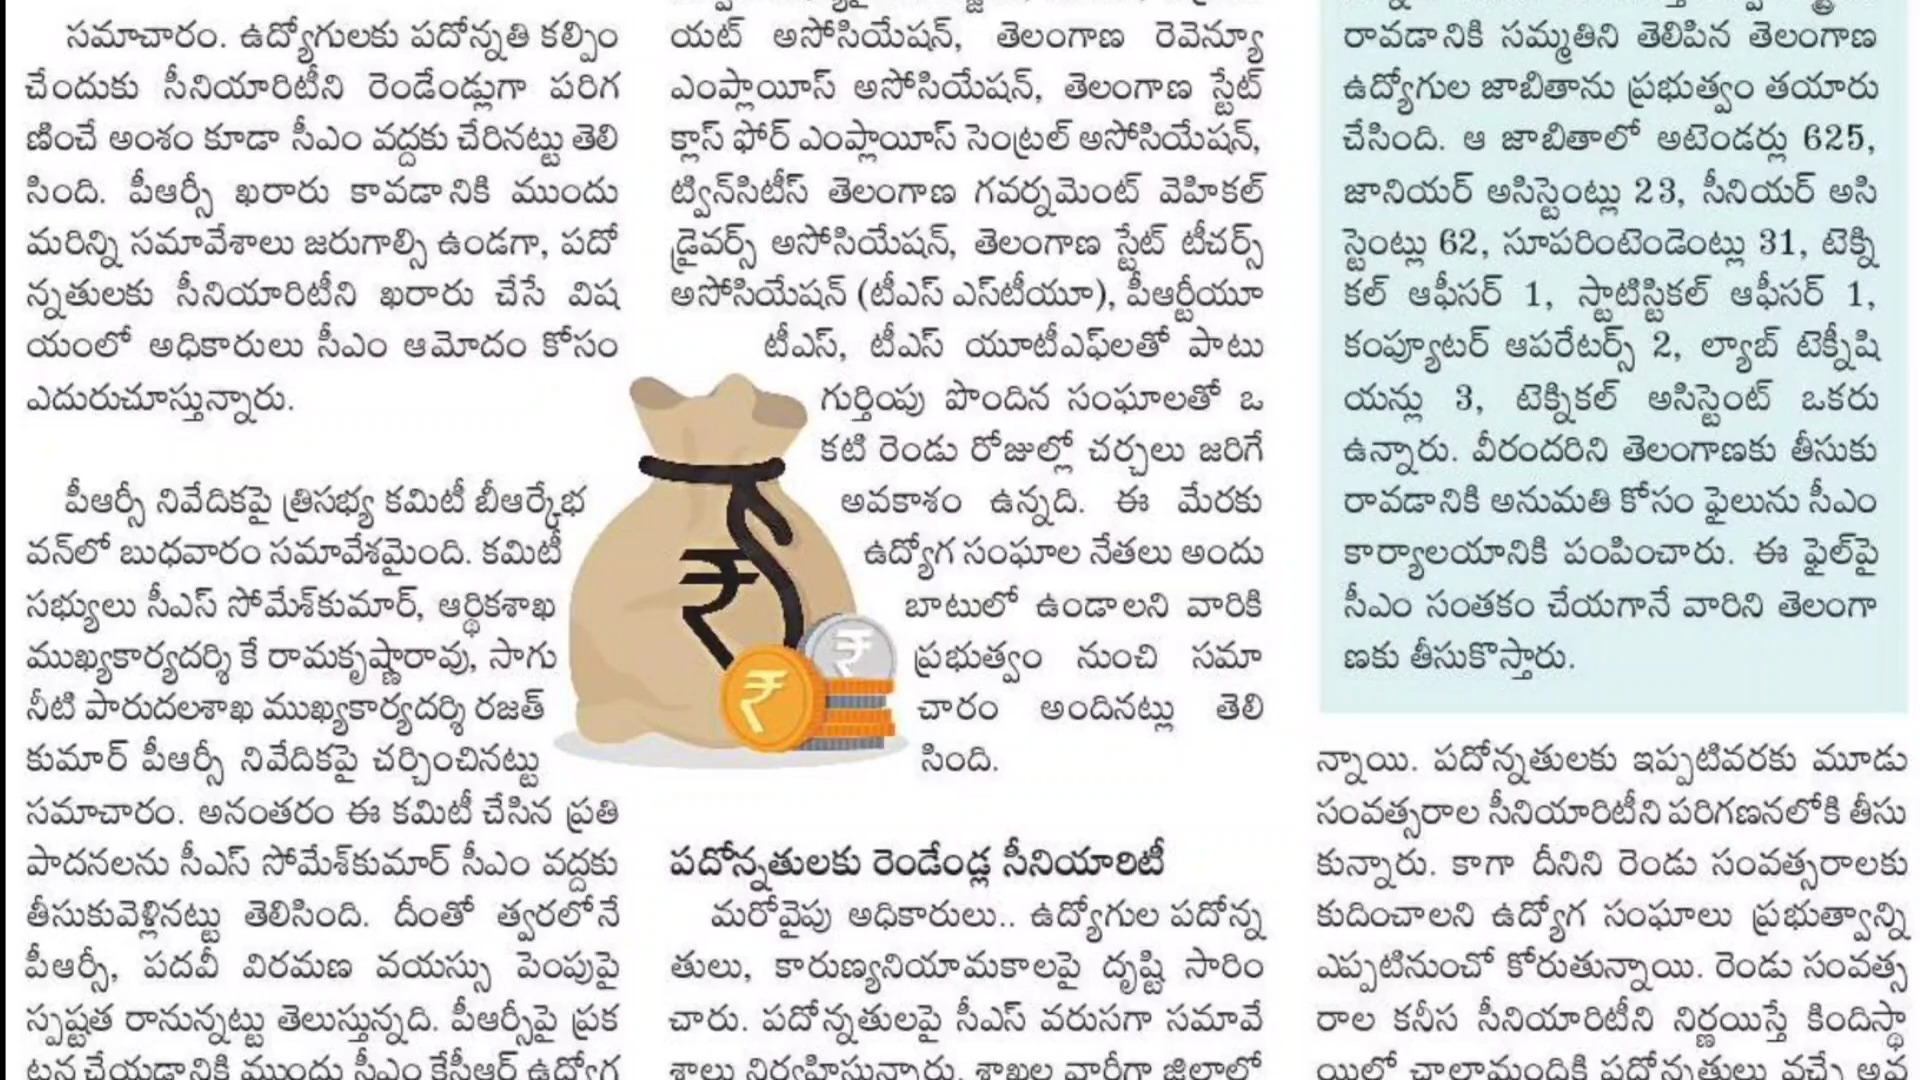 సమాచారం. ఉద్యోగులకు పదోన్నతి కల్పిం
చేందుకు సీనియారిటీని రెండేండ్లుగా పరిగ
ణించే అంశం కూడా సీఎం వద్దకు చేరినట్టు తెలి
సింది. పీఆర్సీ ఖరారు కావడానికి ముందు
మరిన్ని సమావేశాలు జరుగాల్సి ఉండగా, పదో
న్నతులకు సీనియారిటీని ఖరారు చేసే విష
యంలో అధికారులు సీఎం ఆమోదం కోసం
ఎదురుచూస్తున్నారు.
పీఆర్సీ నివేదికపై త్రిసభ్య కమిటీ బీఆర్కేభ
వన్‌లో బుధవారం సమావేశమైంది. కమిటీ
సభ్యులు సీఎస్ సోమేశ్‌కుమార్, ఆర్థికశాఖ
ముఖ్యకార్యదర్శి కే రామకృష్ణారావు, సాగు
నీటి పారుదలశాఖ ముఖ్యకార్యదర్శి రజత్
కుమార్ పీఆర్సీ నివేదికపై చర్చించినట్టు
సమాచారం. అనంతరం ఈ కమిటీ చేసిన ప్రతి
పాదనలను సీఎస్ సోమేశ్‌కుమార్ సీఎం వద్దకు
తీసుకువెళ్లినట్టు తెలిసింది. దీంతో త్వరలోనే
పీఆర్సీ, పదవీ విరమణ వయస్సు పెంపుపై
స్పష్టత రానున్నట్టు తెలుస్తున్నది. పీఆర్సీపై ప్రక
టన చేయడానికి ముందు సీఎం కేసీఆర్ ఉద్యోగ
యట్ అసోసియేషన్, తెలంగాణ రెవెన్యూ
ఎంప్లాయీస్ అసోసియేషన్, తెలంగాణ స్టేట్
క్లాస్ ఫోర్ ఎంప్లాయీస్ సెంట్రల్ అసోసియేషన్,
ట్విన్‌సిటీస్ తెలంగాణ గవర్నమెంట్ వెహికల్
డ్రైవర్స్ అసోసియేషన్, తెలంగాణ స్టేట్ టీచర్స్
అసోసియేషన్ (టీఎస్ ఎస్‌టీయూ), పీఆర్టీయూ
టీఎస్, టీఎస్ యూటీఎఫ్‌లతో పాటు
గుర్తింపు పొందిన సంఘాలతో ఒ
కటి రెండు రోజుల్లో చర్చలు జరిగే
అవకాశం ఉన్నది. ఈ మేరకు
ఉద్యోగ సంఘాల నేతలు అందు
బాటులో ఉండాలని వారికి
ప్రభుత్వం నుంచి సమా
చారం అందినట్లు తెలి
సింది.
పదోన్నతులకు రెండేండ్ల సీనియారిటీ
మరోవైపు అధికారులు.. ఉద్యోగుల పదోన్న
తులు, కారుణ్యనియామకాలపై దృష్టి సారిం
చారు. పదోన్నతులపై సీఎస్ వరుసగా సమావే
శాలు నిర్వహిస్తున్నారు. శాఖల వారీగా జిల్లాలో
రావడానికి సమ్మతిని తెలిపిన తెలంగాణ
ఉద్యోగుల జాబితాను ప్రభుత్వం తయారు
చేసింది. ఆ జాబితాలో అటెండర్లు 625,
జూనియర్ అసిస్టెంట్లు 23, సీనియర్ అసి
స్టెంట్లు 62, సూపరింటెండెంట్లు 31, టెక్ని
కల్ ఆఫీసర్ 1, స్టాటిస్టికల్ ఆఫీసర్ 1,
కంప్యూటర్ ఆపరేటర్స్ 2, ల్యాబ్ టెక్నీషి
యన్లు 3, టెక్నికల్ అసిస్టెంట్ ఒకరు
ఉన్నారు. వీరందరిని తెలంగాణకు తీసుకు
రావడానికి అనుమతి కోసం ఫైలును సీఎం
కార్యాలయానికి పంపించారు. ఈ ఫైల్‌పై
సీఎం సంతకం చేయగానే వారిని తెలంగా
ణకు తీసుకొస్తారు.
న్నాయి. పదోన్నతులకు ఇప్పటివరకు మూడు
సంవత్సరాల సీనియారిటీని పరిగణనలోకి తీసు
కున్నారు. కాగా దీనిని రెండు సంవత్సరాలకు
కుదించాలని ఉద్యోగ సంఘాలు ప్రభుత్వాన్ని
ఎప్పటినుంచో కోరుతున్నాయి. రెండు సంవత్స
రాల కనీస సీనియారిటీని నిర్ణయిస్తే కిందిస్థా
యిలో చాలామందికి పదోన్నతులు వచ్చే అవ